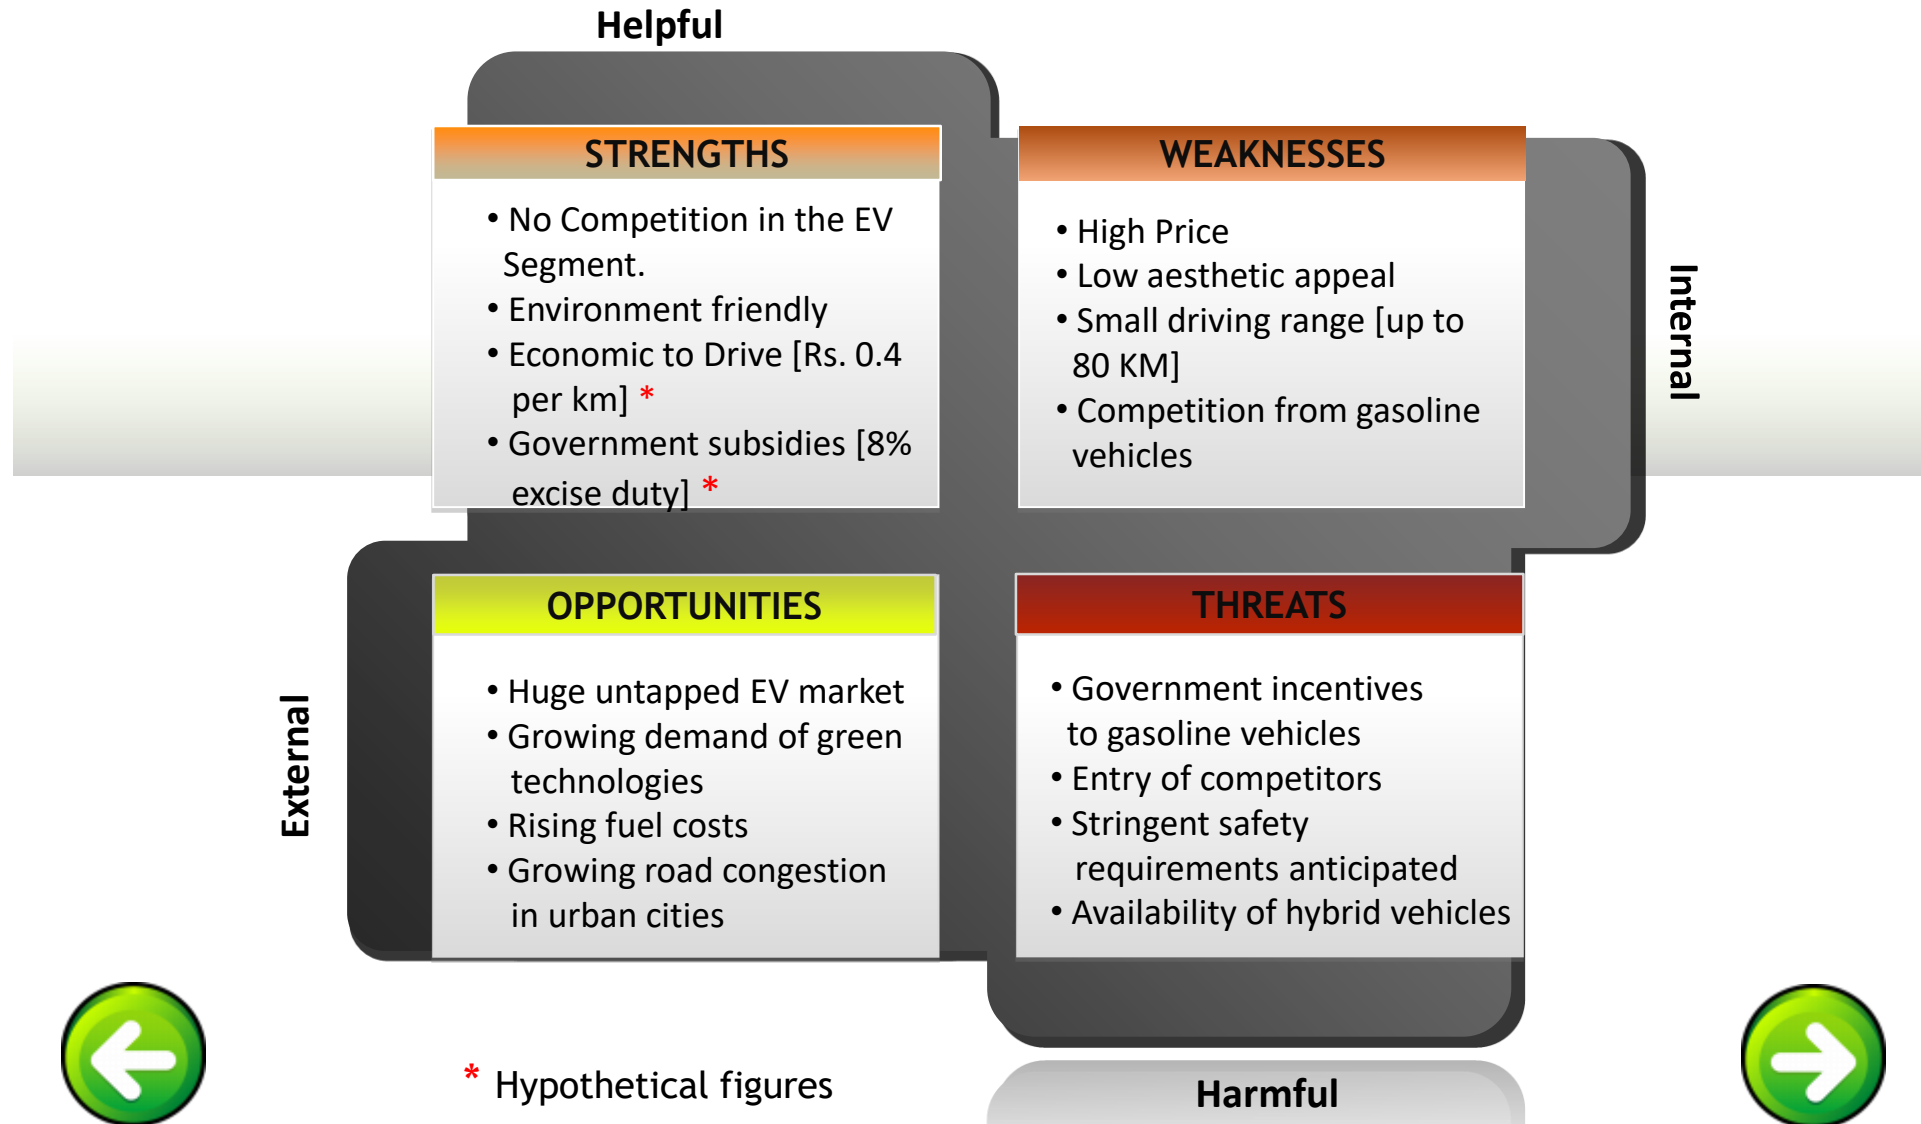 Helpful
STRENGTHS
• No Competition in the EV
Segment.
• Environment friendly
• Economic to Drive [Rs. 0.4
per km] *
• Government subsidies [8%
excise duty] *
WEAKNESSES
• High Price
• Low aesthetic appeal
• Small driving range [up to
80 KM]
• Competition from gasoline
vehicles
Internal
External
OPPORTUNITIES
• Huge untapped EV market
• Growing demand of green
technologies
• Rising fuel costs
• Growing road congestion
in urban cities
THREATS
• Government incentives
to gasoline vehicles
• Entry of competitors
• Stringent safety
requirements anticipated
• Availability of hybrid vehicles
* Hypothetical figures
Harmful